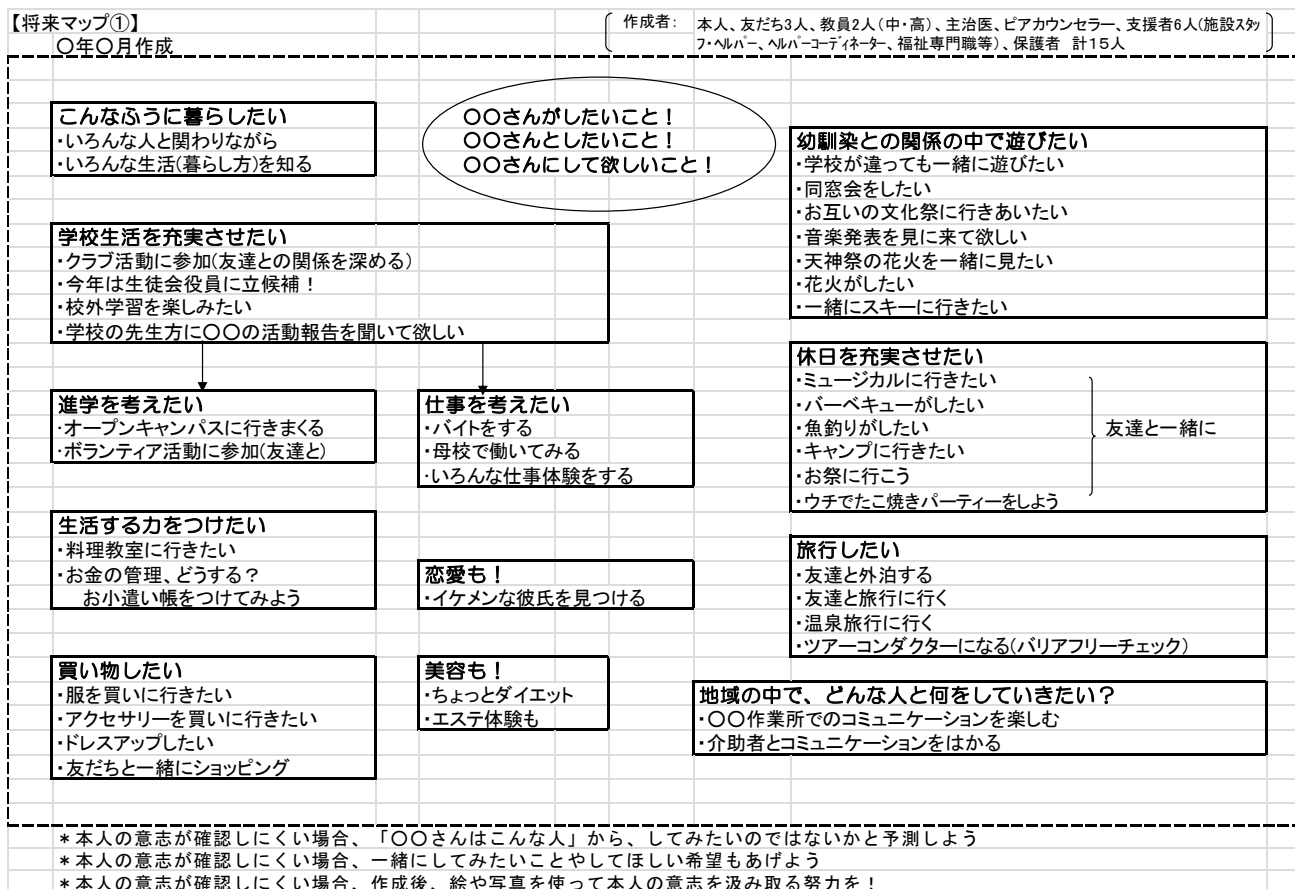 【将来マップ①】
〇年〇月作成
作成者： 本人、友だち3人、教員2人(中・高)、主治医、ピアカウンセラー、支援者6人(施設スタッ
フ・ヘルパー、ヘルパーコーディネーター、福祉専門職等)、保護者 計15人
こんなふうに暮らしたい
・いろんな人と関わりながら
・いろんな生活(暮らし方)を知る
〇〇さんがしたいこと！
〇〇さんとしたいこと！
〇〇さんにして欲しいこと！
幼馴染との関係の中で遊びたい
・学校が違っても一緒に遊びたい
・同窓会をしたい
・お互いの文化祭に行きあいたい
・音楽発表を見に来て欲しい
・天神祭の花火を一緒に見たい
・花火がしたい
・一緒にスキーに行きたい
学校生活を充実させたい
・クラブ活動に参加(友達との関係を深める)
・今年は生徒会役員に立候補！
・校外学習を楽しみたい
・学校の先生方に〇〇の活動報告を聞いて欲しい
進学を考えたい
・オープンキャンパスに行きまくる
・ボランティア活動に参加(友達と)
仕事を考えたい
・バイトをする
・母校で働いてみる
・いろんな仕事体験をする
休日を充実させたい
・ミュージカルに行きたい
・バーベキューがしたい
・魚釣りがしたい
・キャンプに行きたい
・お祭に行こう
・ウチでたこ焼きパーティーをしよう
友達と一緒に
生活する力をつけたい
・料理教室に行きたい
・お金の管理、どうする？
お小遣い帳をつけてみよう
恋愛も！
・イケメンな彼氏を見つける
旅行したい
・友達と外泊する
・友達と旅行に行く
・温泉旅行に行く
・ツアーコンダクターになる(バリアフリーチェック)
買い物したい
・服を買いに行きたい
・アクセサリーを買いに行きたい
・ドレスアップしたい
・友だちと一緒にショッピング
美容も！
・ちょっとダイエット
・エステ体験も
地域の中で、どんな人と何をしていきたい？
・〇〇作業所でのコミュニケーションを楽しむ
・介助者とコミュニケーションをはかる
＊本人の意志が確認しにくい場合、「〇〇さんはこんな人」から、してみたいのではないかと予測しよう
＊本人の意志が確認しにくい場合、一緒にしてみたいことやしてほしい希望もあげよう
＊本人の意志が確認しにくい場合、作成後、絵や写真を使って本人の意志を汲み取る努力を！